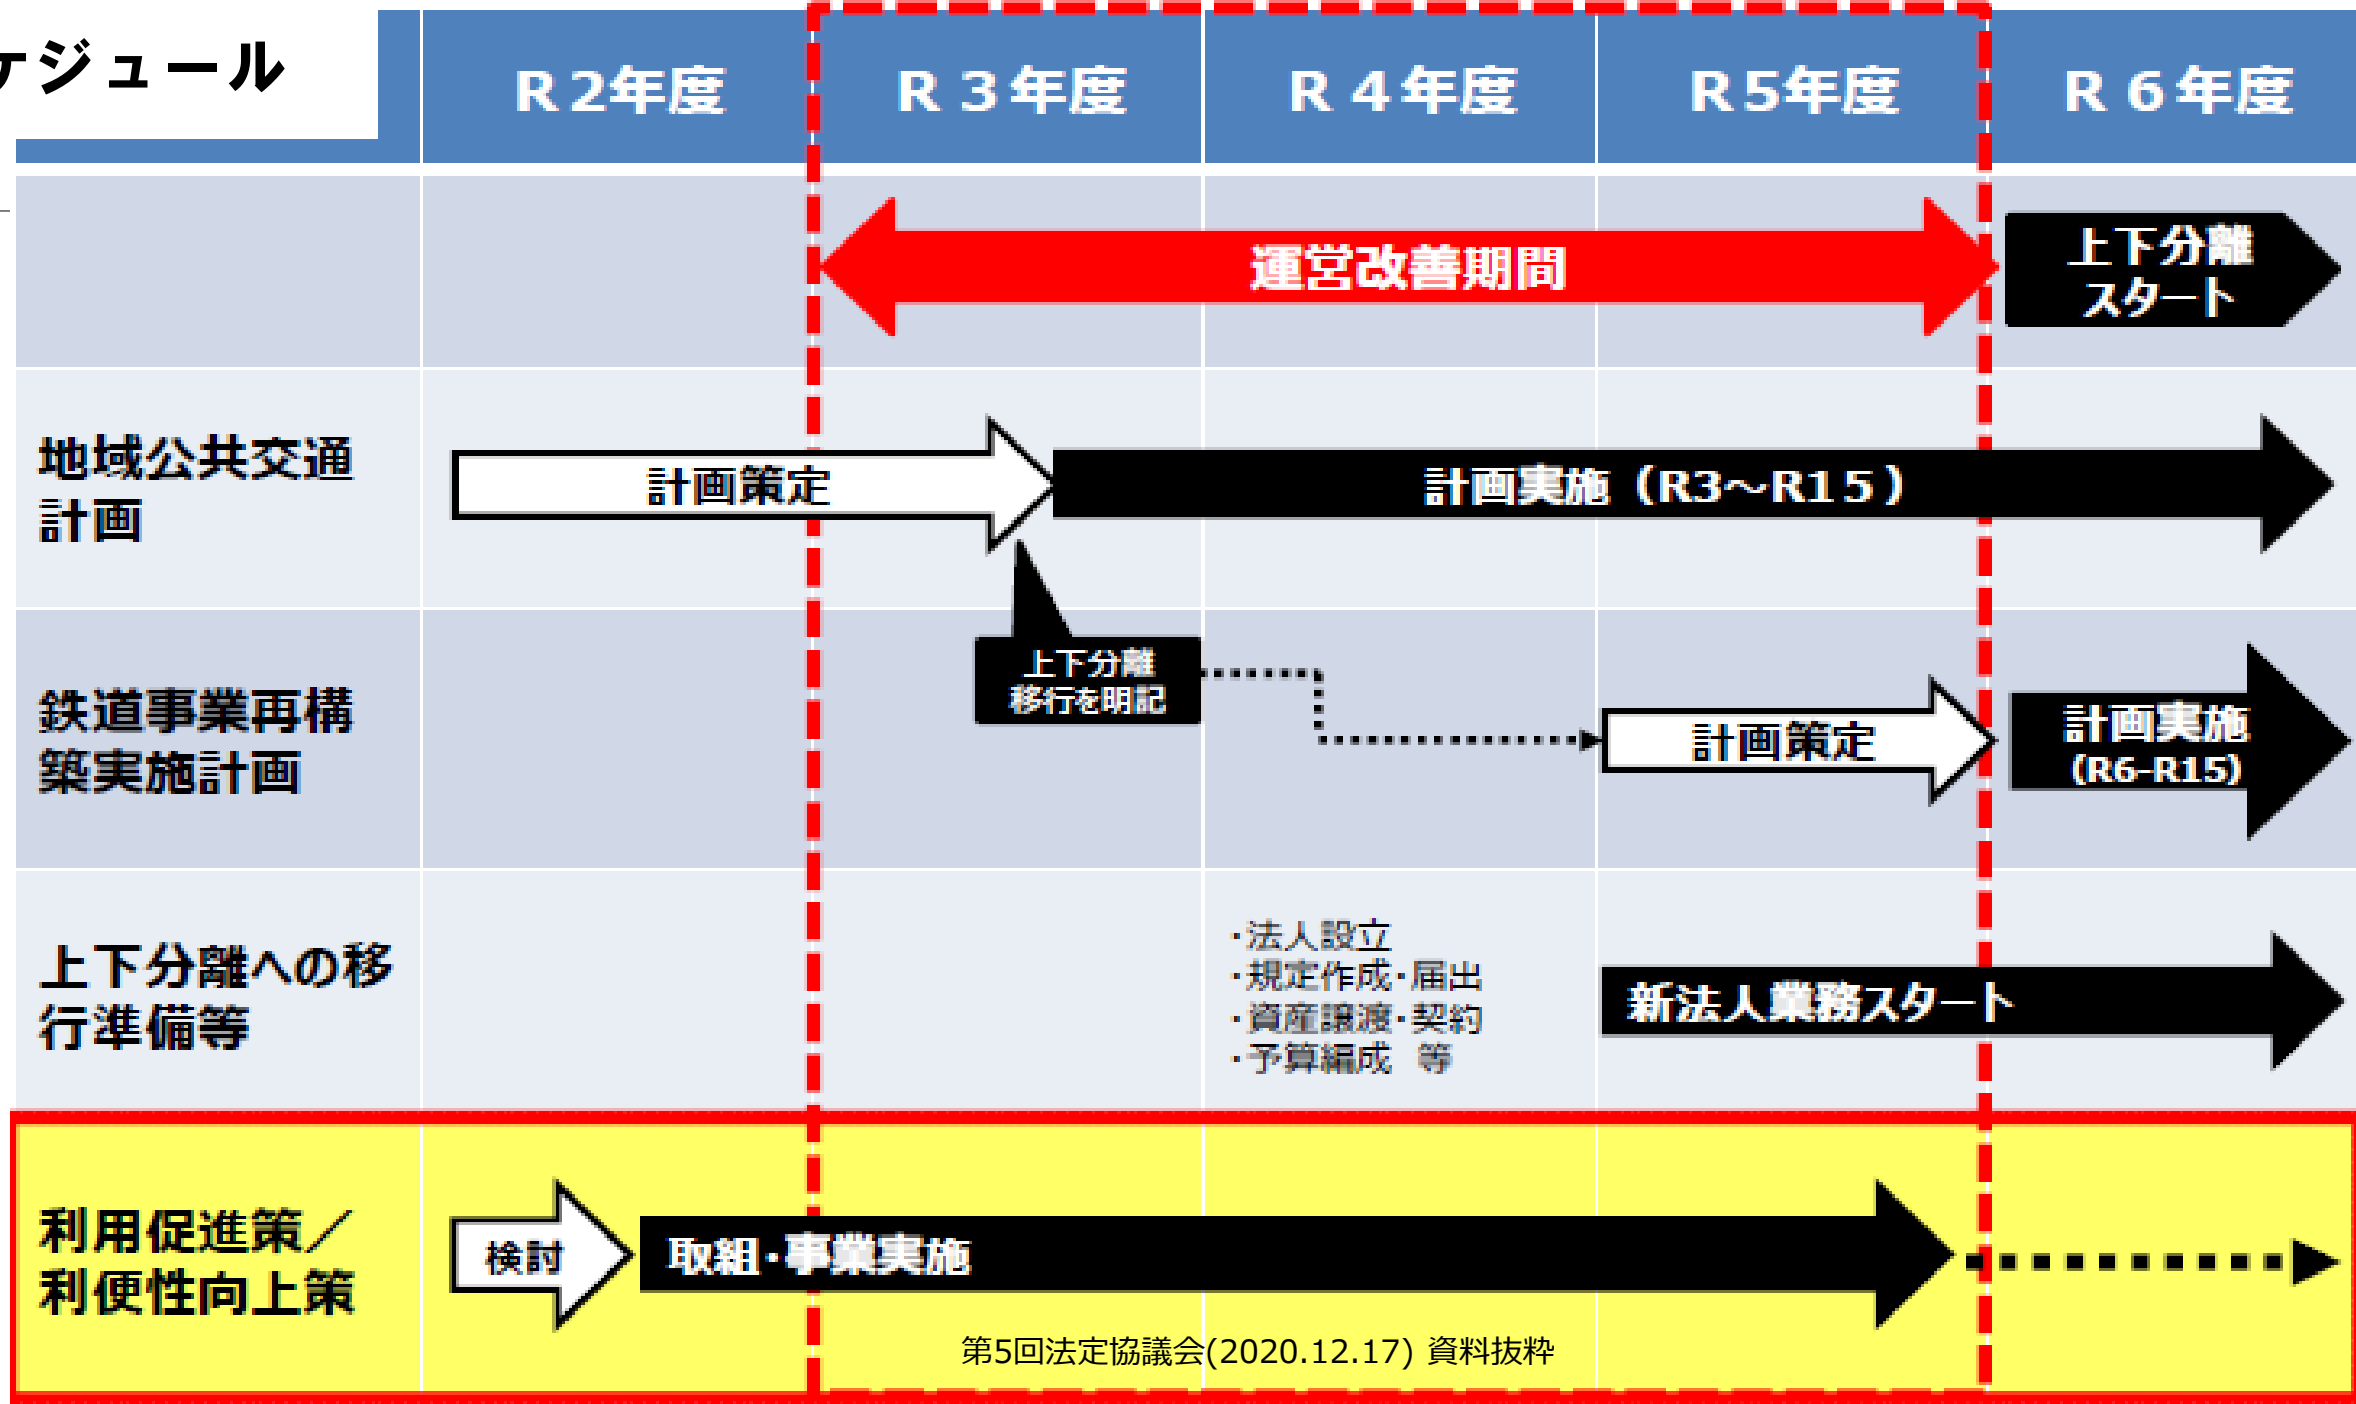 ケジュール
R2年度
R３年度
R４年度
R5年度
R６年度
運営改善期間
上下分離
スタート
地域公共交通
計画
計画策定
計画実施（R3～R15）
鉄道事業再構
築実施計画
上下分離
移行を明記
計画策定
計画実施
(R6-R15)
上下分離への移
行準備等
・法人設立
・規定作成・届出
・資産譲渡・契約
・予算編成　等
新法人業務スタート
利用促進策／
利便性向上策
検討
取組・事業実施
第5回法定協議会(2020.12.17) 資料抜粋